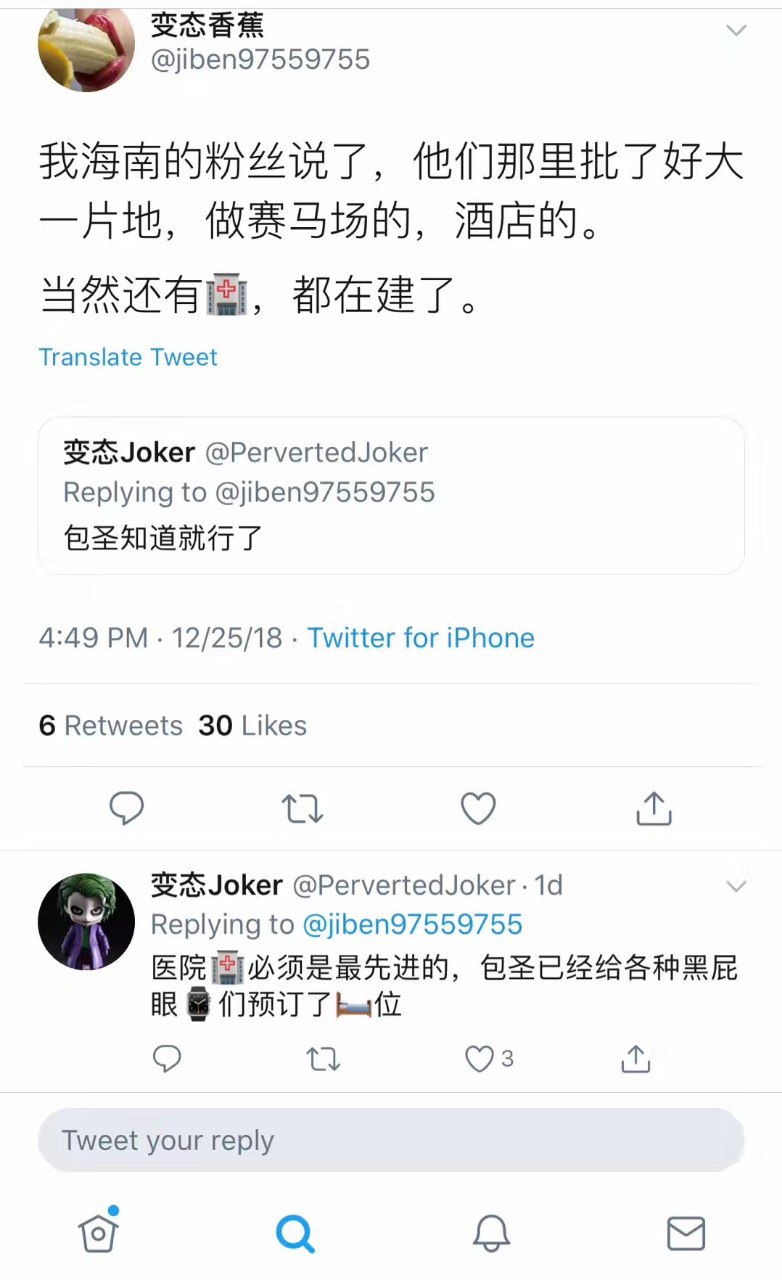 变态香蕉
@jiben97559755
我海南的粉丝说了，他们那里批了好大
一片地，做赛马场的，酒店的。
当然还有🏥，都在建了。
Translate Tweet
变态Joker @PervertedJoker
Replying to @jiben97559755
包圣知道就行了
4:49 PM · 12/25/18 · Twitter for iPhone
6 Retweets 30 Likes
变态Joker @PervertedJoker · 1d
Replying to @jiben97559755
医院🏥必须是最先进的，包圣已经给各种黑屁
眼⌚们预订了🛏位
3
Tweet your reply